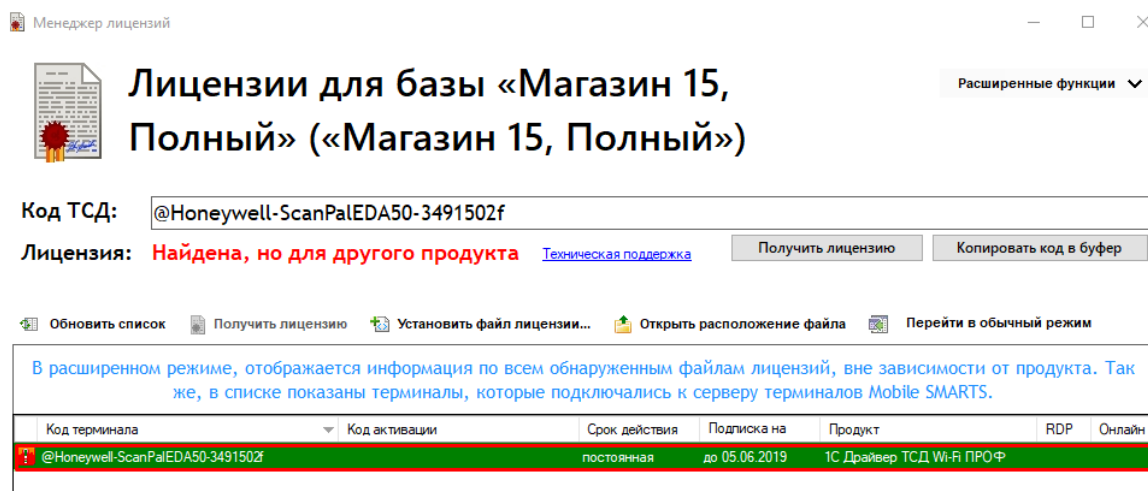 Менеджер лицензий
Лицензии для базы «Магазин 15,
Полный» («Магазин 15, Полный»)
Расширенные функции
Код ТСД: @Honeywell-ScanPalEDA50-3491502f
Лицензия: Найдена, но для другого продукта Техническая поддержка Получить лицензию Копировать код в буфер
Обновить список Получить лицензию Установить файл лицензии... Открыть расположение файла Перейти в обычный режим
В расширенном режиме, отображается информация по всем обнаруженным файлам лицензий, вне зависимости от продукта. Так
же, в списке показаны терминалы, которые подключались к серверу терминалов Mobile SMARTS.
Код терминала Код активации Срок действия Подписка на Продукт RDP Онлайн
@Honeywell-ScanPalEDA50-3491502f постоянная до 05.06.2019 1С Драйвер ТСД Wi-Fi ПРОФ